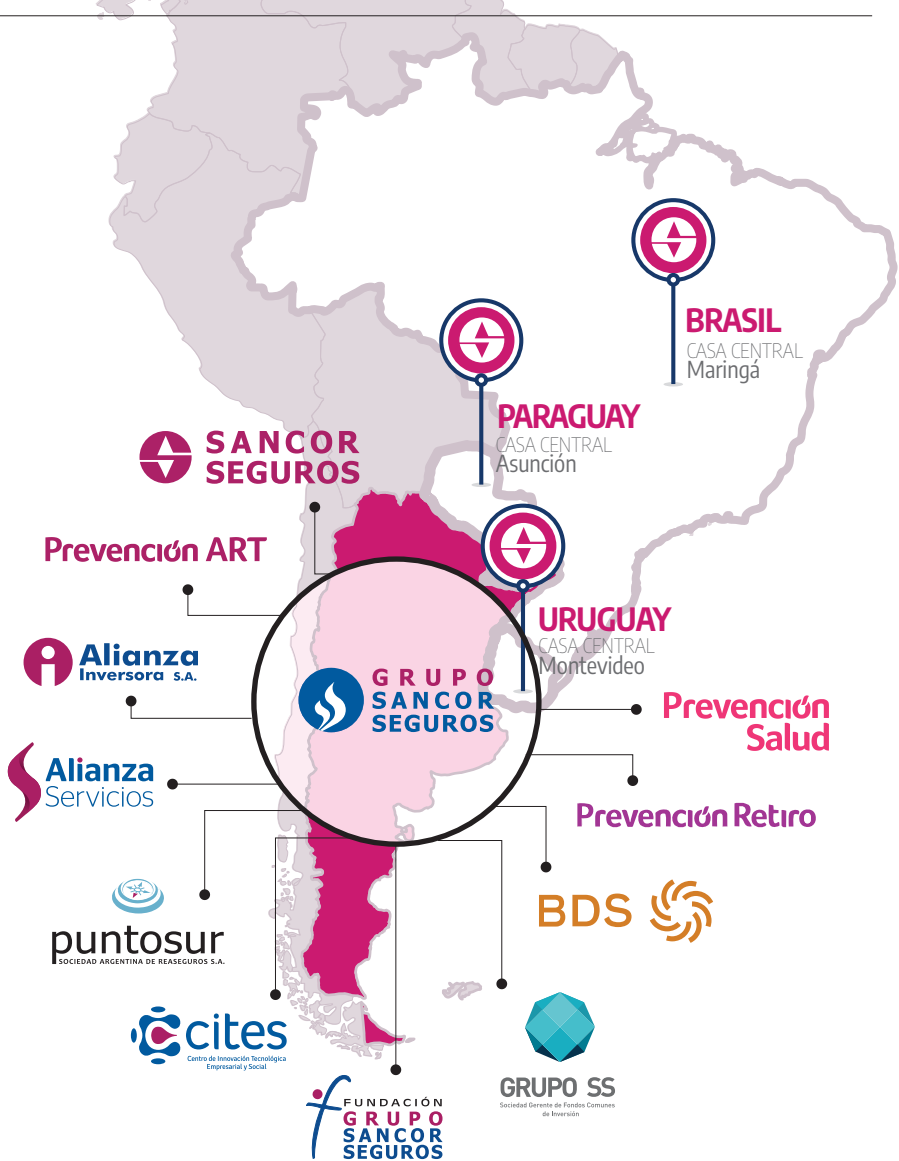 BRASIL
CASA CENTRAL
Maringá
PARAGUAY
CASA CENTRAL
Asunción
SANCOR
SEGUROS
Prevención ART
URUGUAY
CASA CENTRAL
Montevideo
Alianza
Inversora S.A.
GRUPO
SANCOR
SEGUROS
Prevención
Salud
Alianza
Servicios
Prevención Retiro
BDS
puntosur
SOCIEDAD ARGENTINA DE REASEGUROS S.A.
cites
Centro de Innovación Tecnológica
Empresarial y Social
GRUPO SS
Sociedad Gerente de Fondos Comunes
de Inversión
FUNDACIÓN
GRUPO
SANCOR
SEGUROS